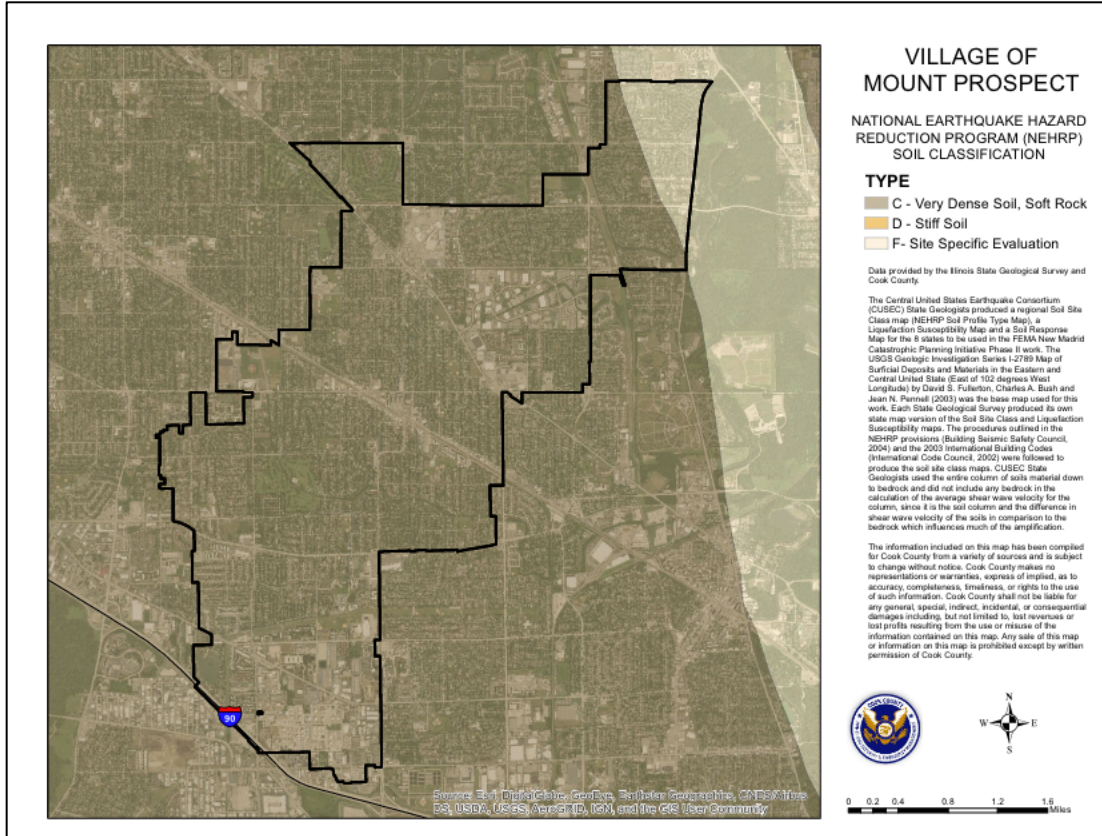 VILLAGE OF
MOUNT PROSPECT
NATIONAL EARTHQUAKE HAZARD
REDUCTION PROGRAM (NEHRP)
SOIL CLASSIFICATION
TYPE
C - Very Dense Soil, Soft Rock
D - Stiff Soil
F- Site Specific Evaluation
Data provided by the Illinois State Geological Survey and
Cook County.
The Central United States Earthquake Consortium
(CUSEC) State Geologists produced a regional Soil Site
Class map (NEHRP Soil Profile Type Map), a
Liquefaction Susceptibility Map and a Soil Response
Map for the 8 states to be used in the FEMA New Madrid
Catastrophic Planning Initiative Phase II work. The
USGS Geologic Investigation Series I-2789 Map of
Surficial Deposits and Materials in the Eastern and
Central United State (East of 102 degrees West
Longitude) by David S. Fullerton, Charles A. Bush and
Jean N. Pennell (2003) was the base map used for this
work. Each State Geological Survey produced its own
state map version of the Soil Site Class and Liquefaction
Susceptibility maps. The procedures outlined in the
NEHRP provisions (Building Seismic Safety Council,
2004) and the 2003 International Building Codes
(International Code Council, 2002) were followed to
produce the soil site class maps. CUSEC State
Geologists used the entire column of soils material down
to bedrock and did not include any bedrock in the
calculation of the average shear wave velocity for the
column, since it is the soil column and the difference in
shear wave velocity of the soils in comparison to the
bedrock which influences much of the amplification.
The information included on this map has been compiled
for Cook County from a variety of sources and is subject
to change without notice. Cook County makes no
representations or warranties, express of implied, as to
accuracy, completeness, timeliness, or rights to the use
of such information. Cook County shall not be liable for
any general, special, indirect, incidental, or consequential
damages including, but not limited to, lost revenues or
lost profits resulting from the use or misuse of the
information contained on this map. Any sale of this map
or information on this map is prohibited except by written
permission of Cook County.
90
Source: Esri, DigitalGlobe, GeoEye, Earthstar Geographics, CNES/Airbus
DS, USDA, USGS, AeroGRID, IGN, and the GIS User Community
COOK COUNTY
N
W E
S
0 0.2 0.4 0.8 1.2 1.6
Miles